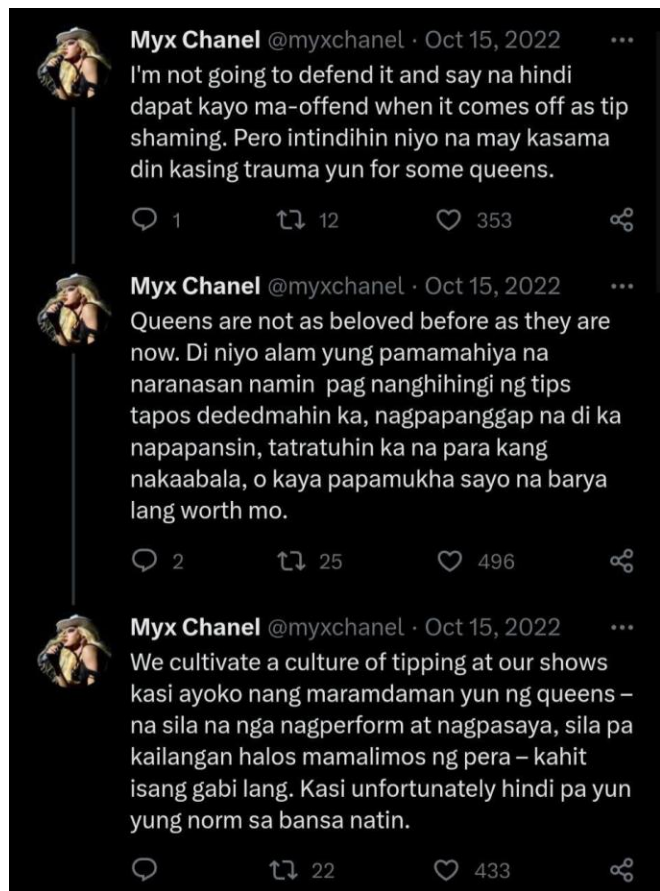 Myx Chanel @myxchanel · Oct 15, 2022 ...
I'm not going to defend it and say na hindi
dapat kayo ma-offend when it comes off as tip
shaming. Pero intindihin niyo na may kasama
din kasing trauma yun for some queens.
1 12 353
Myx Chanel @myxchanel · Oct 15, 2022 ...
Queens are not as beloved before as they are
now. Di niyo alam yung pamamahiya na
naranasan namin pag nanghihingi ng tips
tapos dededmahin ka, nagpapanggap na di ka
napapansin, tatratuhin ka na para kang
nakaabala, o kaya papamukha sayo na barya
lang worth mo.
2 25 496
Myx Chanel @myxchanel · Oct 15, 2022 ...
We cultivate a culture of tipping at our shows
kasi ayoko nang maramdaman yun ng queens –
na sila na nga nagperform at nagpasaya, sila pa
kailangan halos mamalimos ng pera – kahit
isang gabi lang. Kasi unfortunately hindi pa yun
yung norm sa bansa natin.
22 433